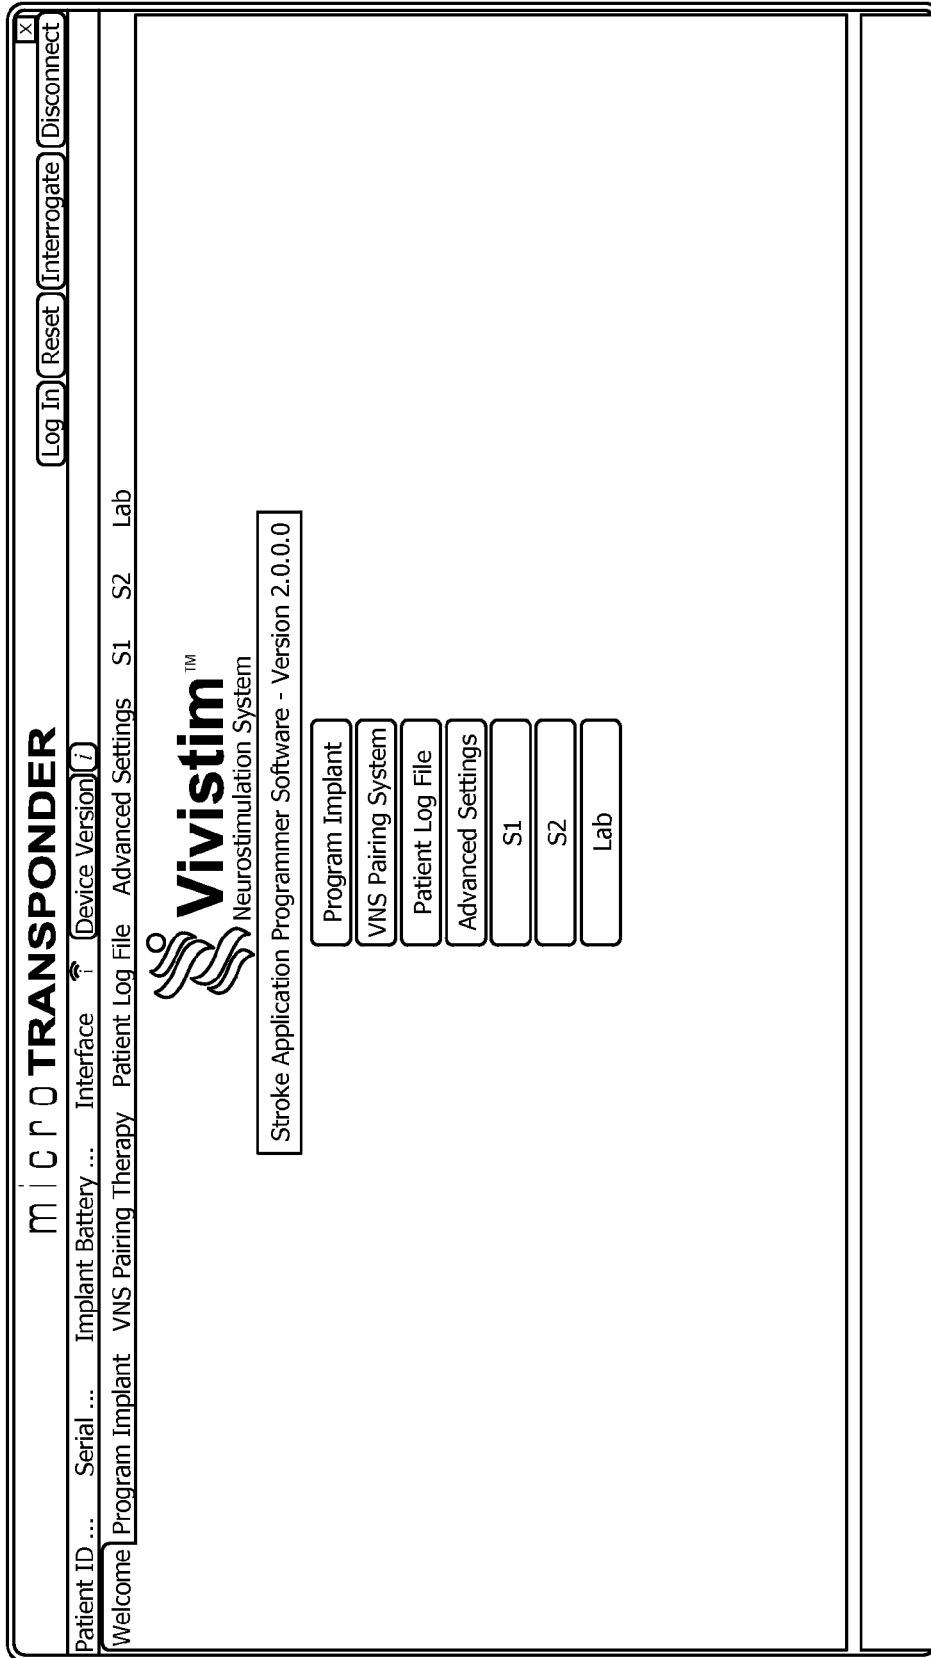 X
microTRANSPONDER
Log In Reset Interrogate Disconnect
Patient ID ... Serial ... Implant Battery ... Interface Device Version i
Welcome Program Implant VNS Pairing Therapy Patient Log File Advanced Settings S1 S2 Lab
Vivistim™
Neurostimulation System
Stroke Application Programmer Software - Version 2.0.0.0
Program Implant
VNS Pairing System
Patient Log File
Advanced Settings
S1
S2
Lab